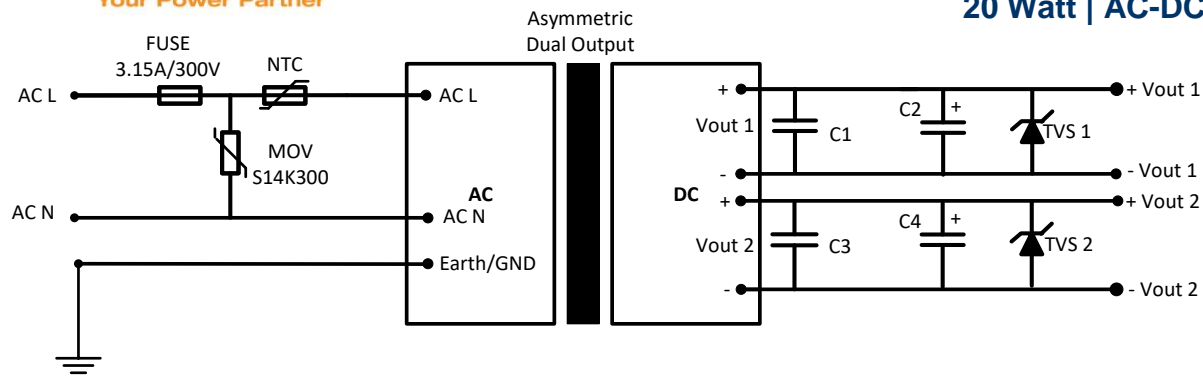 Your Power Partner
20 Watt | AC-DC
Asymmetric
Dual Output
FUSE
3.15A/300V
NTC
AC L
AC L
MOV
S14K300
AC N
AC
AC N
Earth/GND
DC
+
Vout 1
-
+
Vout 2
-
C1
C2
+
TVS 1
C3
C4
+
TVS 2
+ Vout 1
- Vout 1
+ Vout 2
- Vout 2